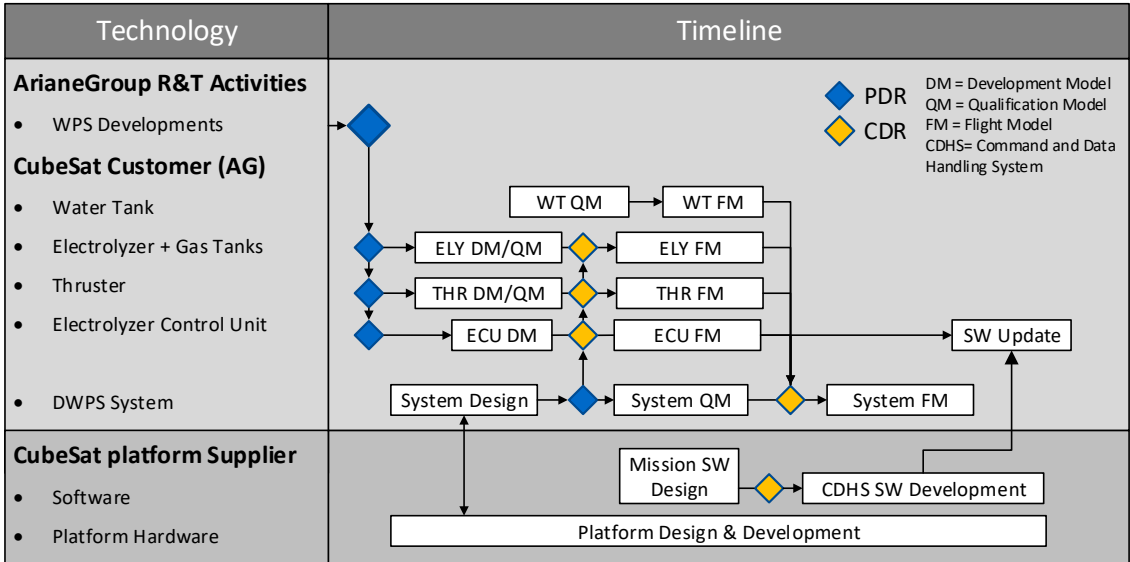 Technology
Timeline
ArianeGroup R&T Activities
• WPS Developments
PDR
CDR
DM = Development Model
QM = Qualification Model
FM = Flight Model
CDHS= Command and Data
Handling System
CubeSat Customer (AG)
• Water Tank
WT QM
WT FM
• Electrolyzer + Gas Tanks
ELY DM/QM
ELY FM
• Thruster
THR DM/QM
THR FM
• Electrolyzer Control Unit
ECU DM
ECU FM
SW Update
• DWPS System
System Design
System QM
System FM
CubeSat platform Supplier
• Software
Mission SW
Design
CDHS SW Development
• Platform Hardware
Platform Design & Development